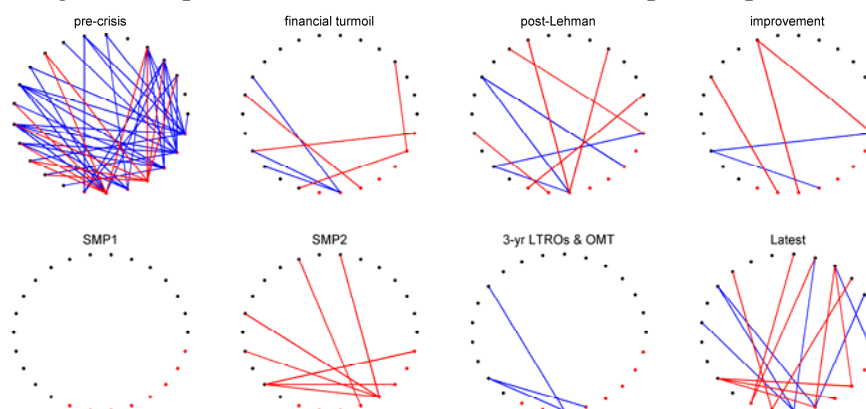 pre-crisis
financial turmoil
post-Lehman
improvement
SMP1
SMP2
3-yr LTROs & OMT
Latest